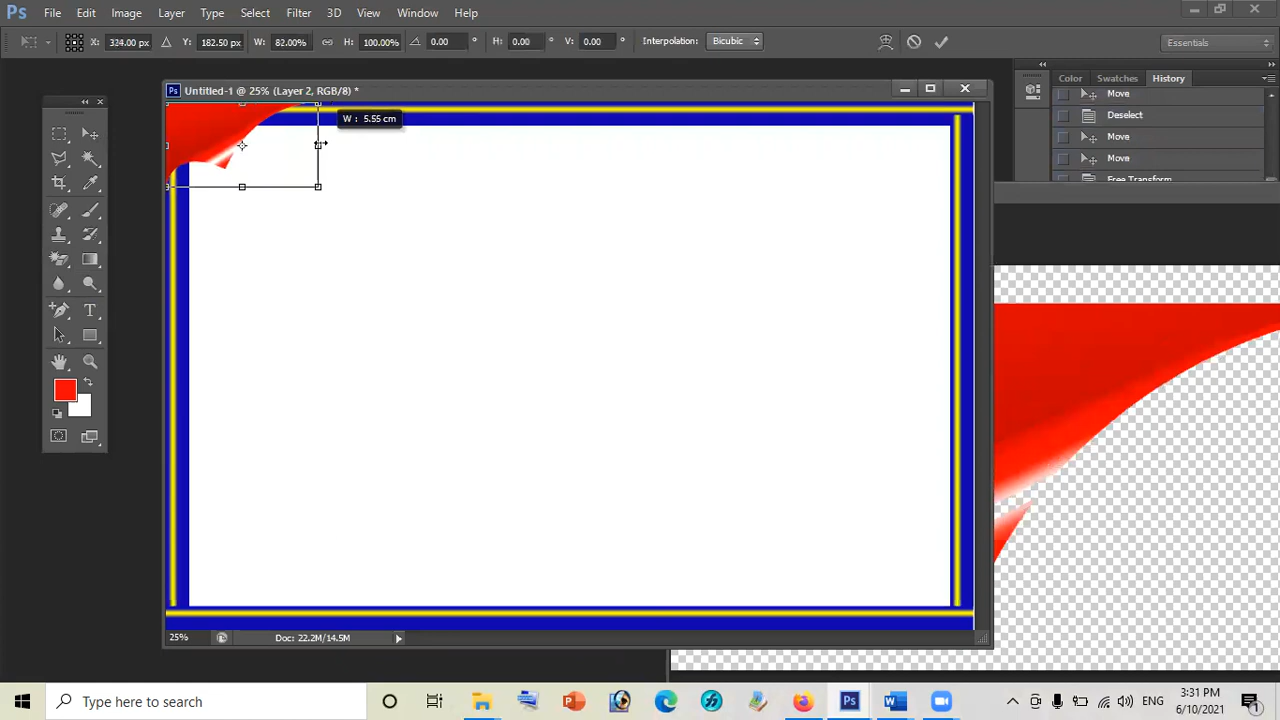 Ps File Edit Image Layer Type Select Filter 3D View Window Help
X: 324.00 px Y: 182.50 px W: 82.00% H: 100.00% 0.00 ° H: 0.00 ° V: 0.00 ° Interpolation: Bicubic Essentials
Ps Untitled-1 @ 25% (Layer 2, RGB/8) *
Color Swatches History
Move
Deselect
Move
Move
Free Transform
W : 5.55 cm
25% Doc: 22.2M/14.5M
Type here to search
ENG
3:31 PM
6/10/2021